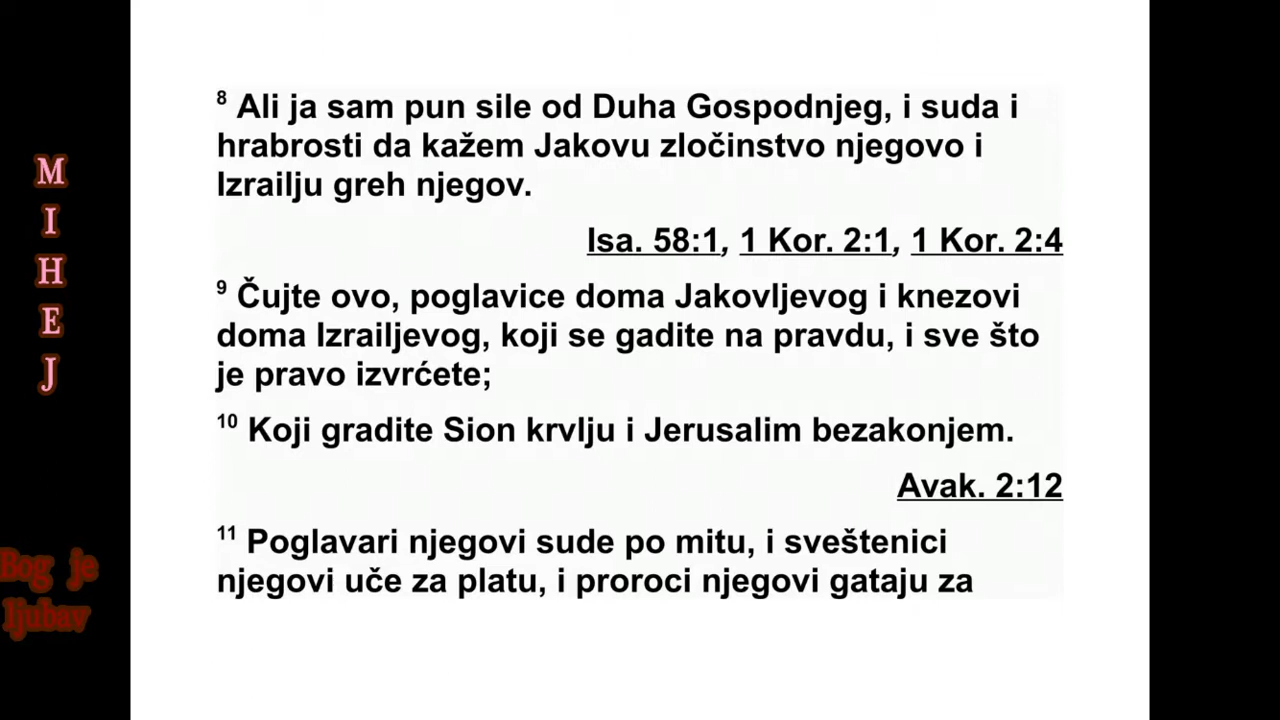 M
I
H
E
J
Bog je
ljubav
8 Ali ja sam pun sile od Duha Gospodnjeg, i suda i
hrabrosti da kažem Jakovu zločinstvo njegovo i
Izrailju greh njegov.
Isa. 58:1, 1 Kor. 2:1, 1 Kor. 2:4
9 Čujte ovo, poglavice doma Jakovljevog i knezovi
doma Izrailjevog, koji se gadite na pravdu, i sve što
je pravo izvrćete;
10 Koji gradite Sion krvlju i Jerusalim bezakonjem.
Avak. 2:12
11 Poglavari njegovi sude po mitu, i sveštenici
njegovi uče za platu, i proroci njegovi gataju za